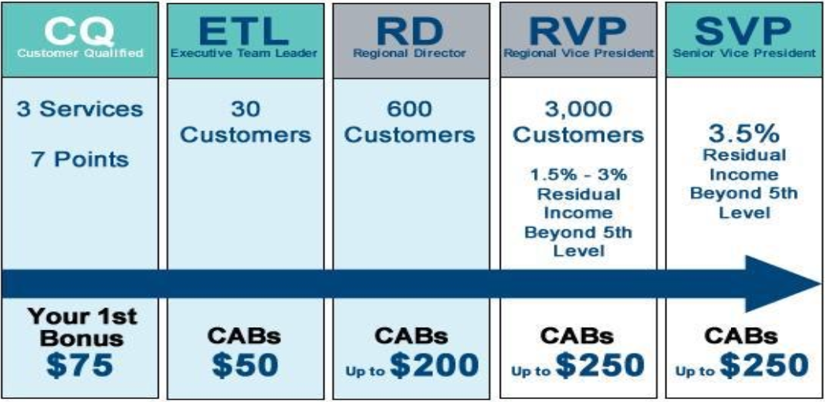 CQ
Customer Qualified
3 Services
7 Points
Your 1st
Bonus
$75
ETL
Executive Team Leader
30
Customers
CABs
$50
RD
Regional Director
600
Customers
CABs
Up to $200
RVP
Regional Vice President
3,000
Customers
1.5% - 3%
Residual
Income
Beyond 5th
Level
CABs
Up to $250
SVP
Senior Vice President
3.5%
Residual
Income
Beyond 5th
Level
CABs
Up to $250